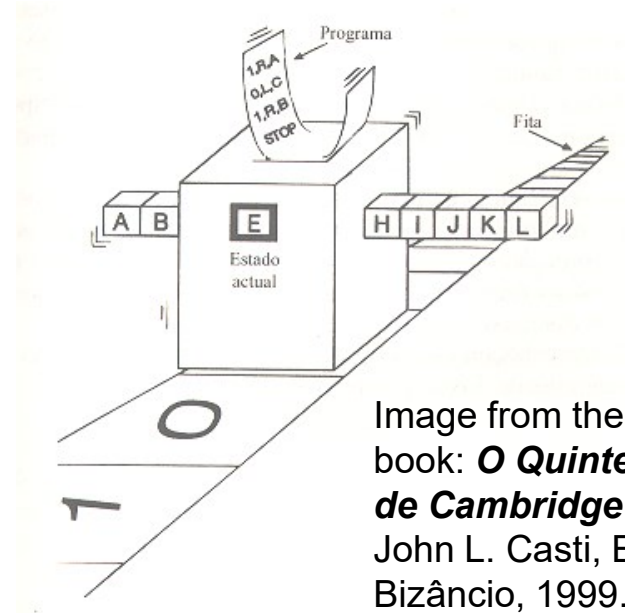 Programa
1,R,A
0,L,C
1,R,B
STOP
Fita
A B
E
H I J K L
Estado
actual
0
1
Image from the
book: O Quinte
de Cambridge
John L. Casti, E
Bizâncio, 1999.